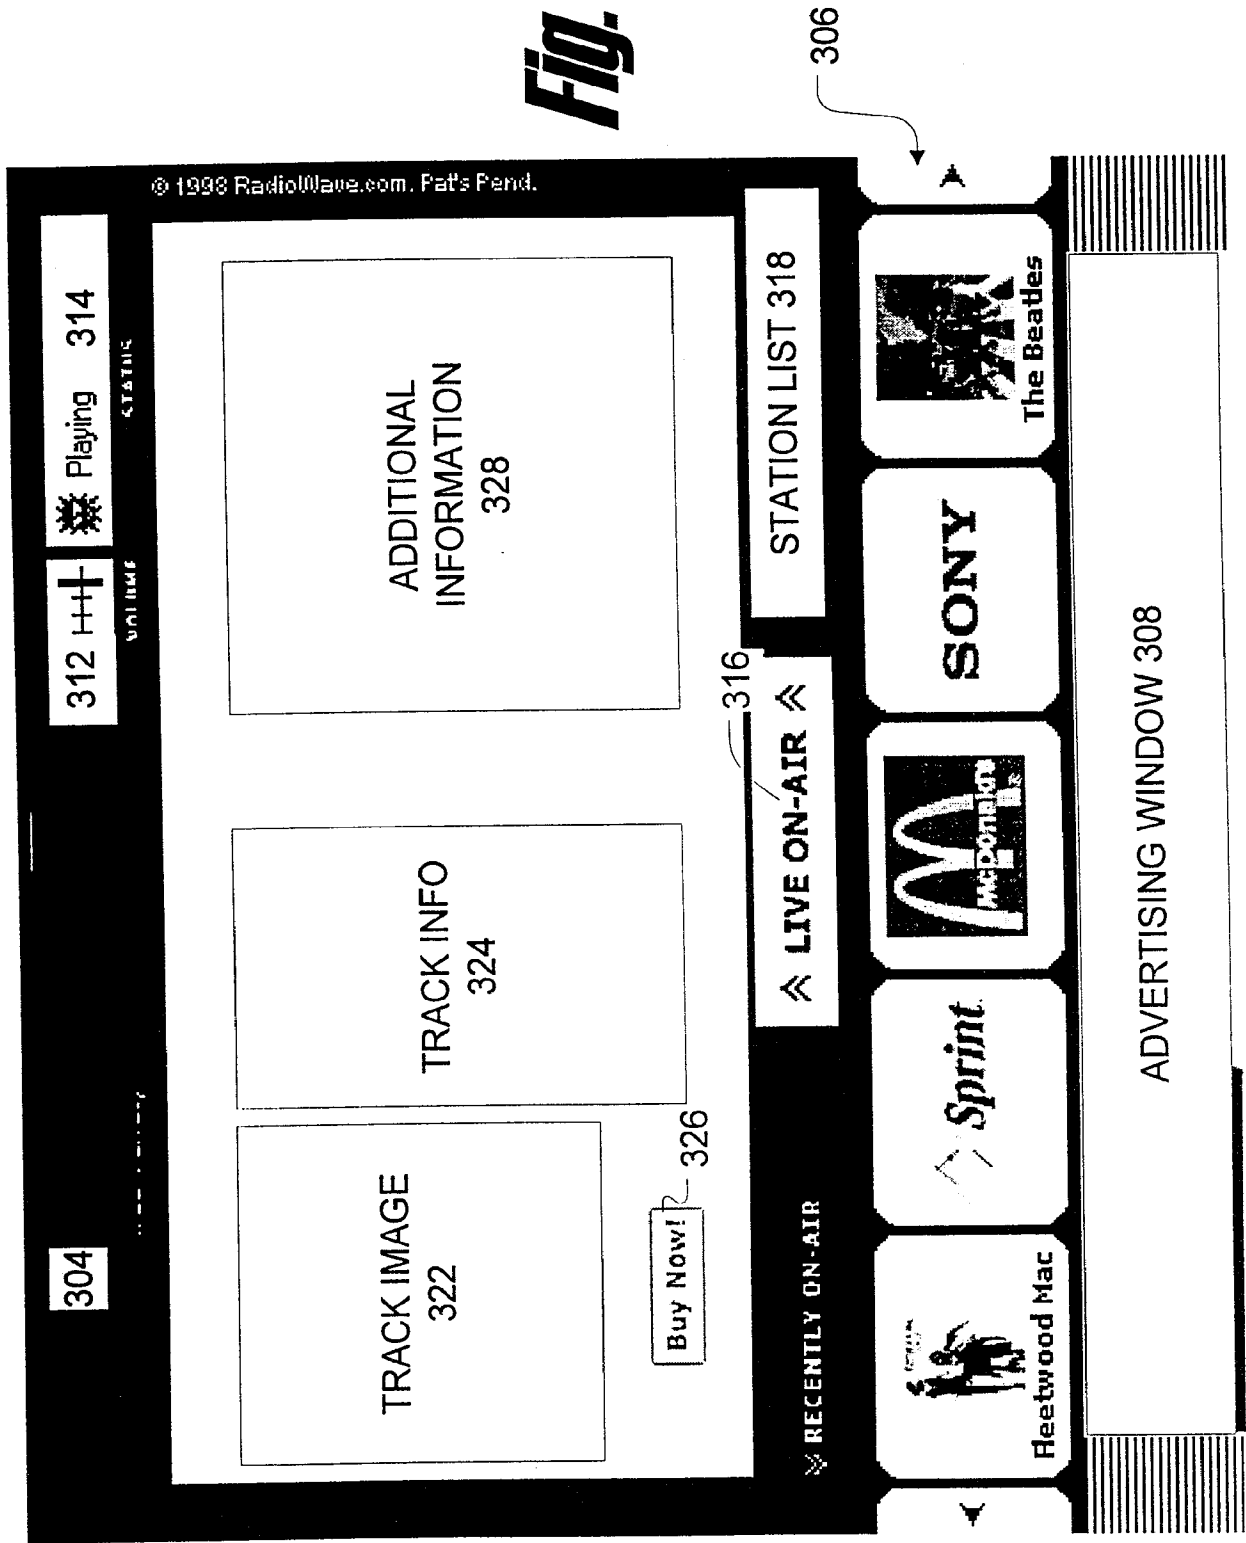 304
312
Playing 314
VOLUME
STATUS
© 1998 RadioWave.com. Pat's Pend.
TRACK IMAGE
322
TRACK INFO
324
ADDITIONAL
INFORMATION
328
Buy Now!
326
316
RECENTLY ON-AIR
LIVE ON-AIR
STATION LIST 318
306
Fleetwood Mac
Sprint
McDonald's
SONY
The Beatles
ADVERTISING WINDOW 308
Fig.